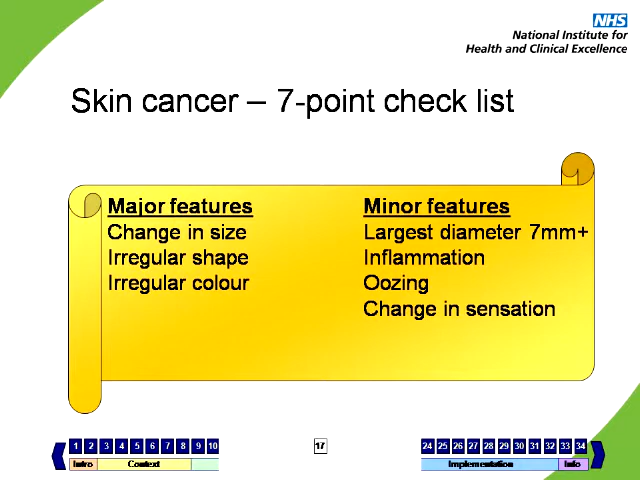 NHS
National Institute for
Health and Clinical Excellence
Skin cancer – 7-point check list
Major features
Change in size
Irregular shape
Irregular colour
Minor features
Largest diameter 7mm+
Inflammation
Oozing
Change in sensation
1 2 3 4 5 6 7 8 9 10 17 24 25 26 27 28 29 30 31 32 33 34
Intro Context Implementation Info